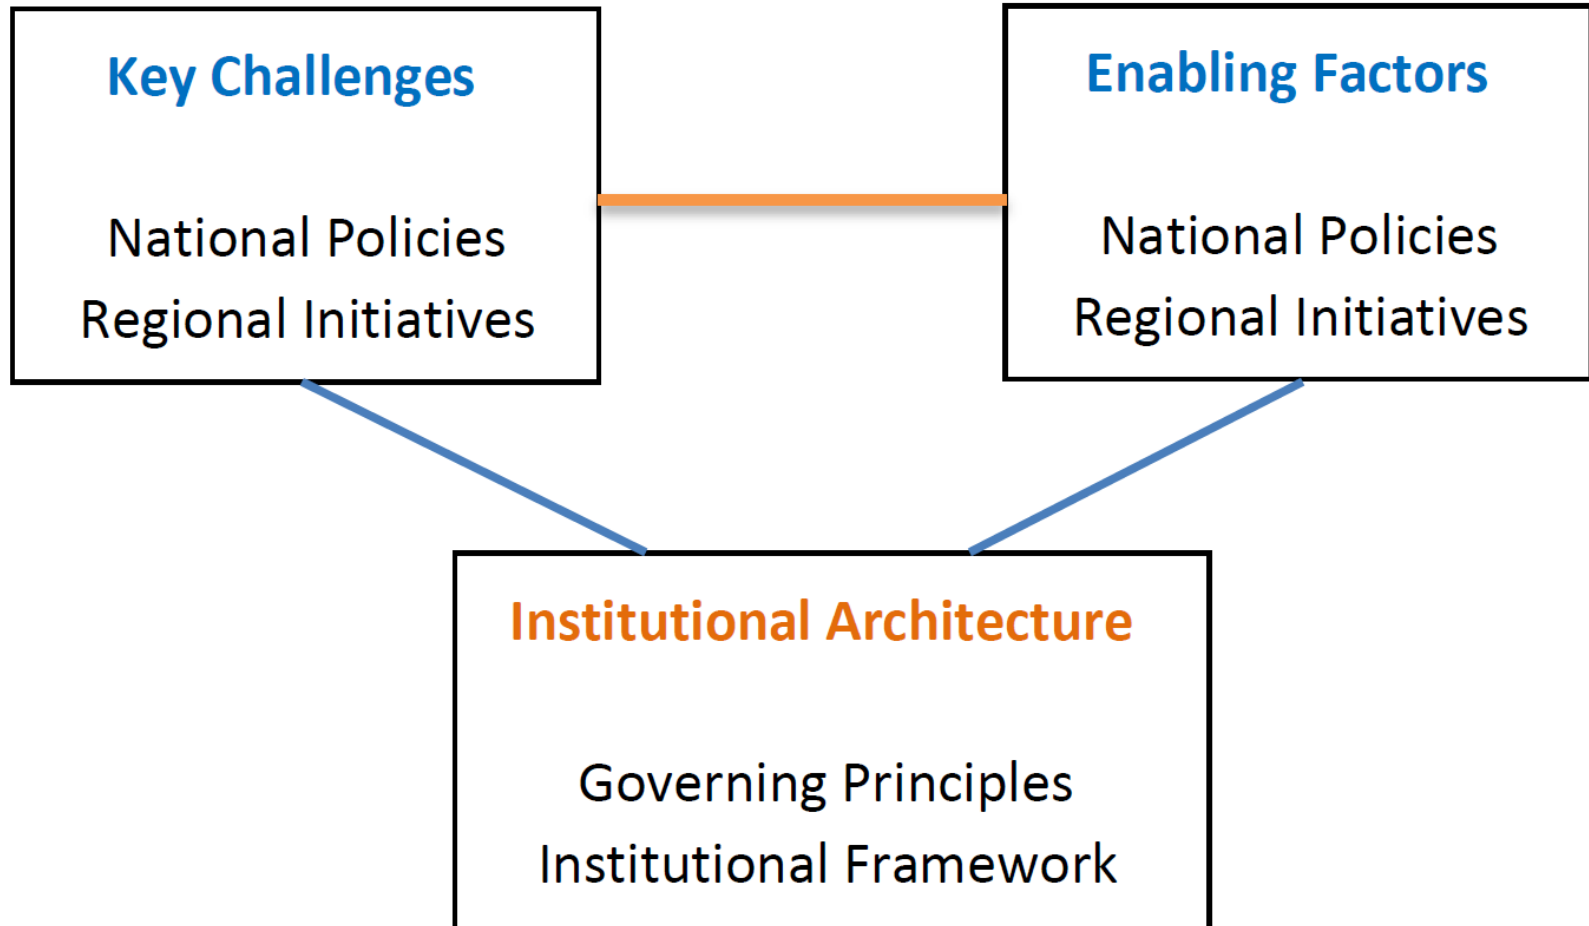 Key Challenges
National Policies
Regional Initiatives
Enabling Factors
National Policies
Regional Initiatives
Institutional Architecture
Governing Principles
Institutional Framework